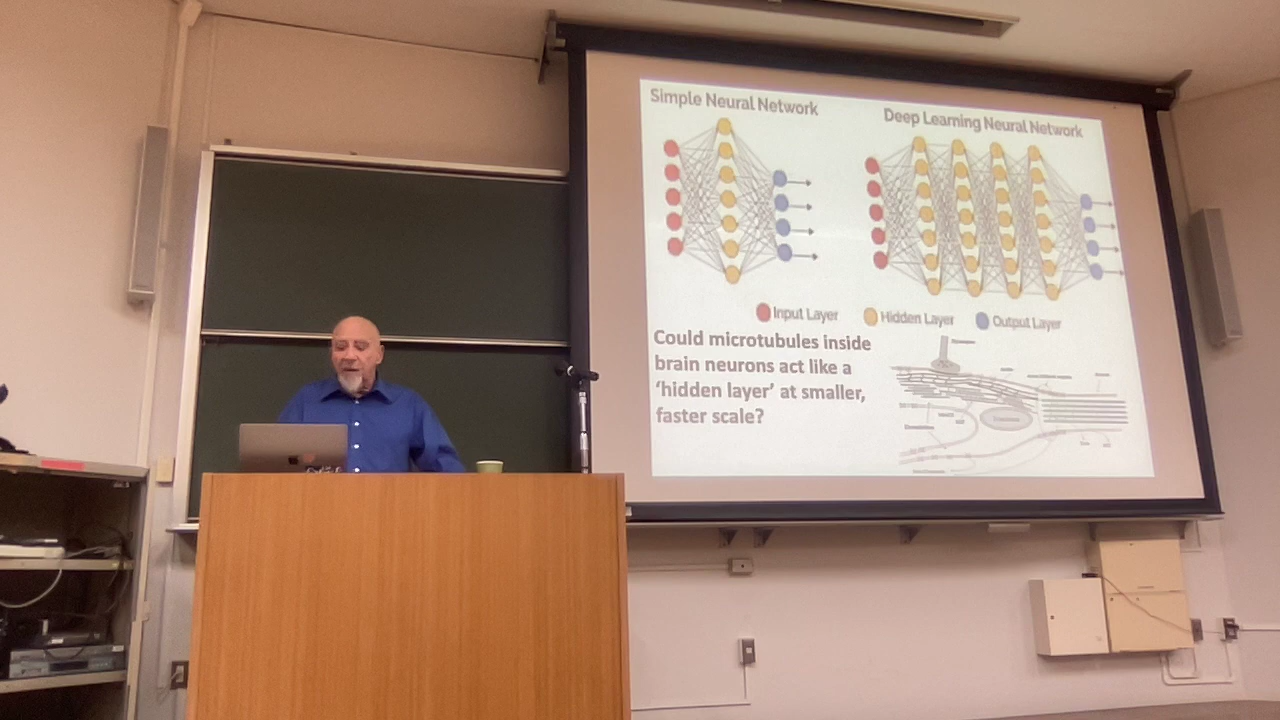 Simple Neural Network
Deep Learning Neural Network
Input Layer
Hidden Layer
Output Layer
Could microtubules inside
brain neurons act like a
‘hidden layer’ at smaller,
faster scale?